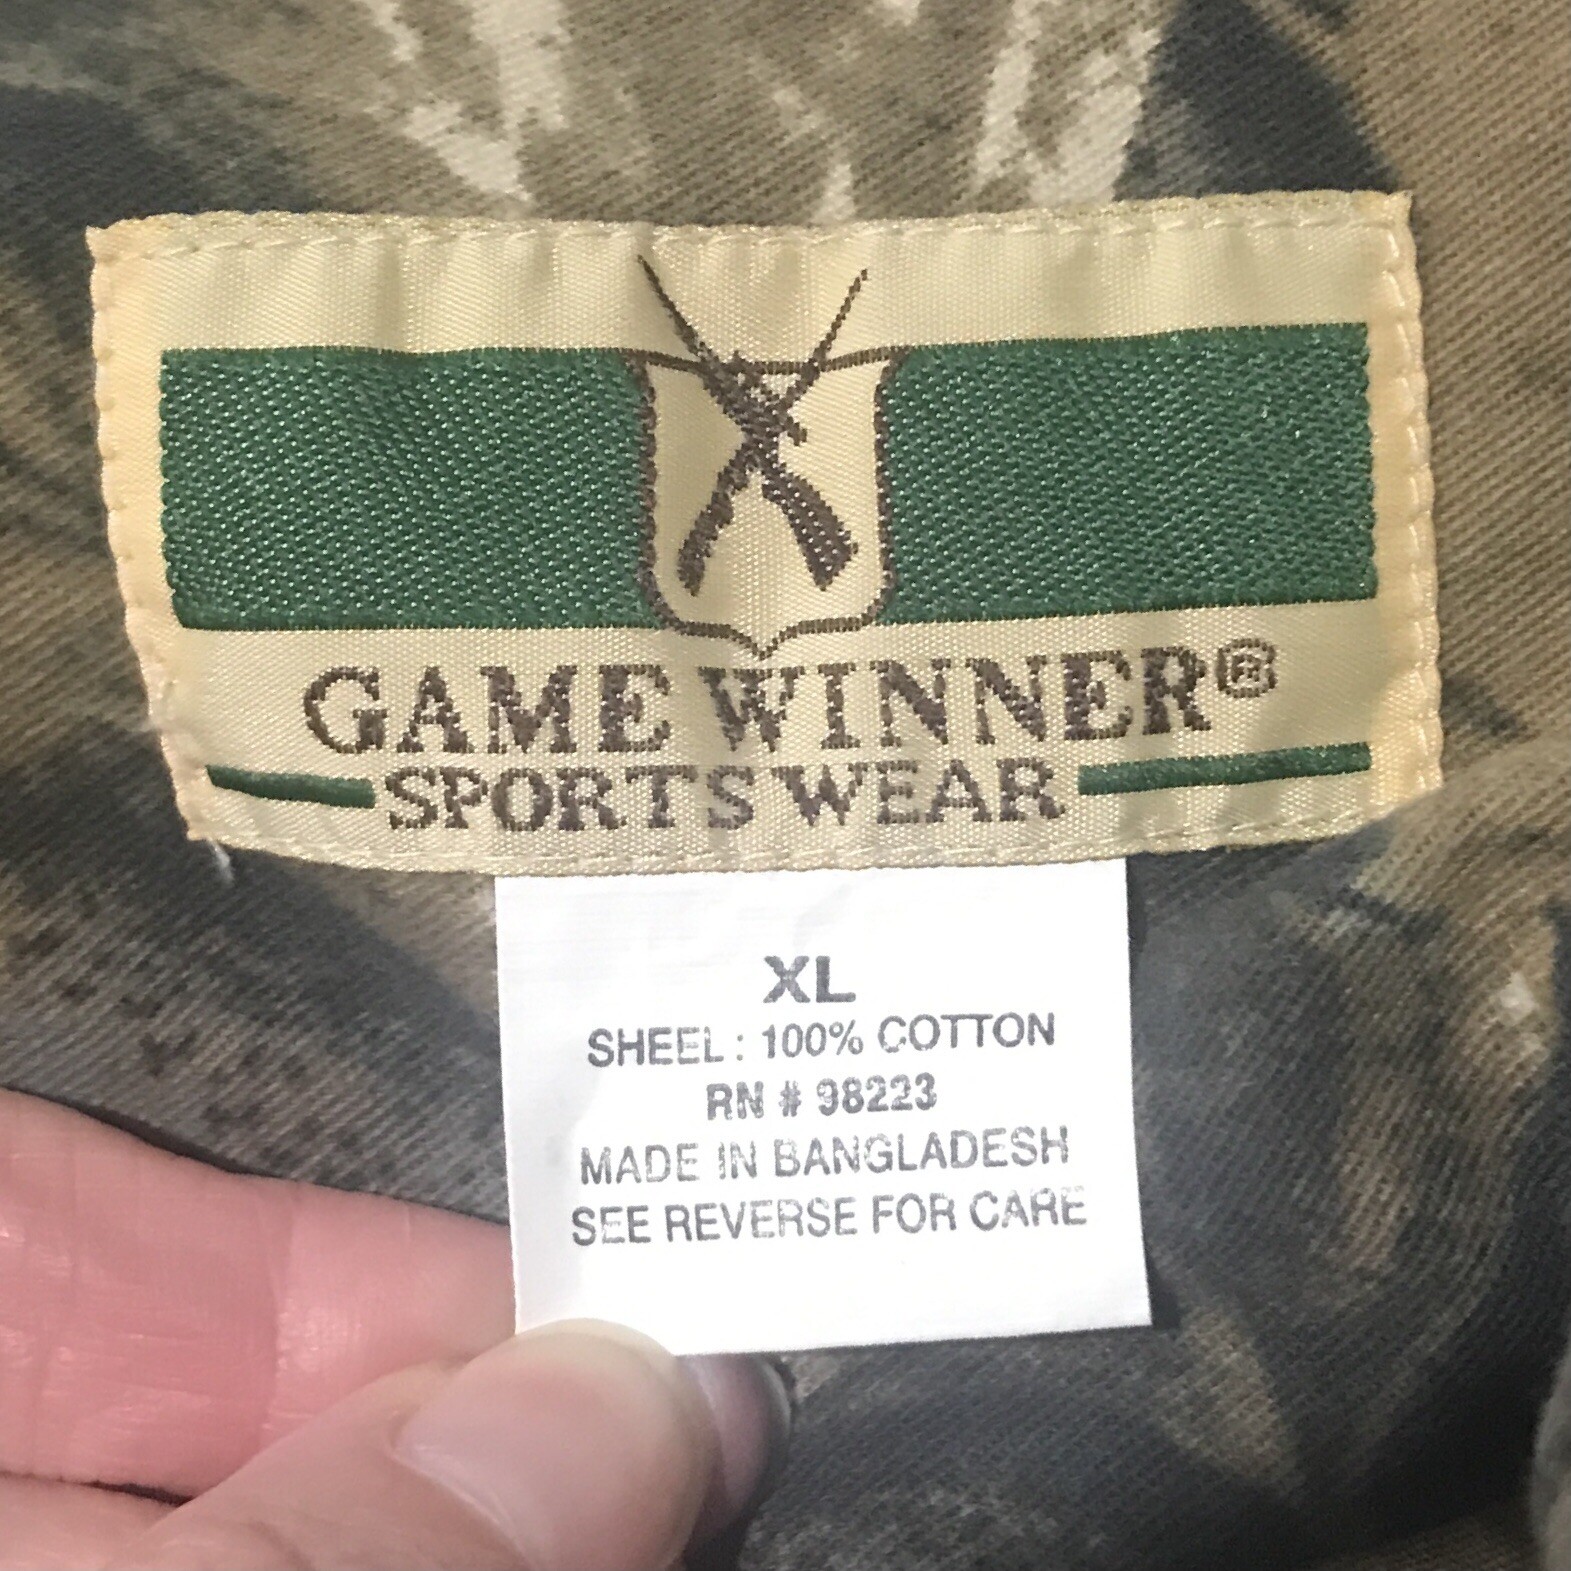 GAME WINNER®
SPORTSWEAR
XL
SHEEL: 100% COTTON
RN # 98223
MADE IN BANGLADESH
SEE REVERSE FOR CARE